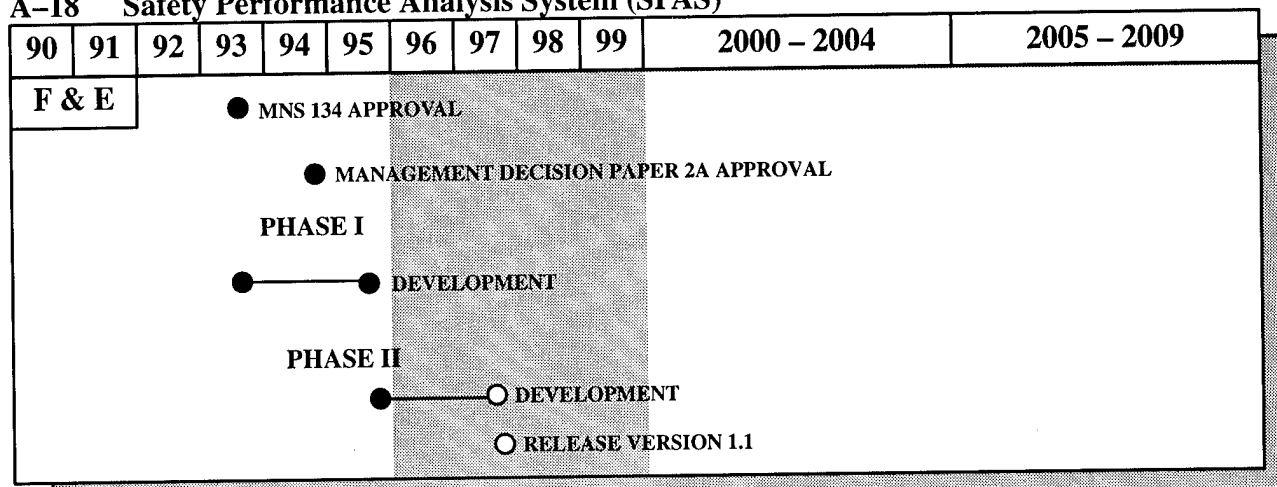 A–18 Safety Performance Analysis System (SPAS)
90 91 92 93 94 95 96 97 98 99 2000 – 2004 2005 – 2009
F & E
MNS 134 APPROVAL
MANAGEMENT DECISION PAPER 2A APPROVAL
PHASE I
DEVELOPMENT
PHASE II
DEVELOPMENT
RELEASE VERSION 1.1